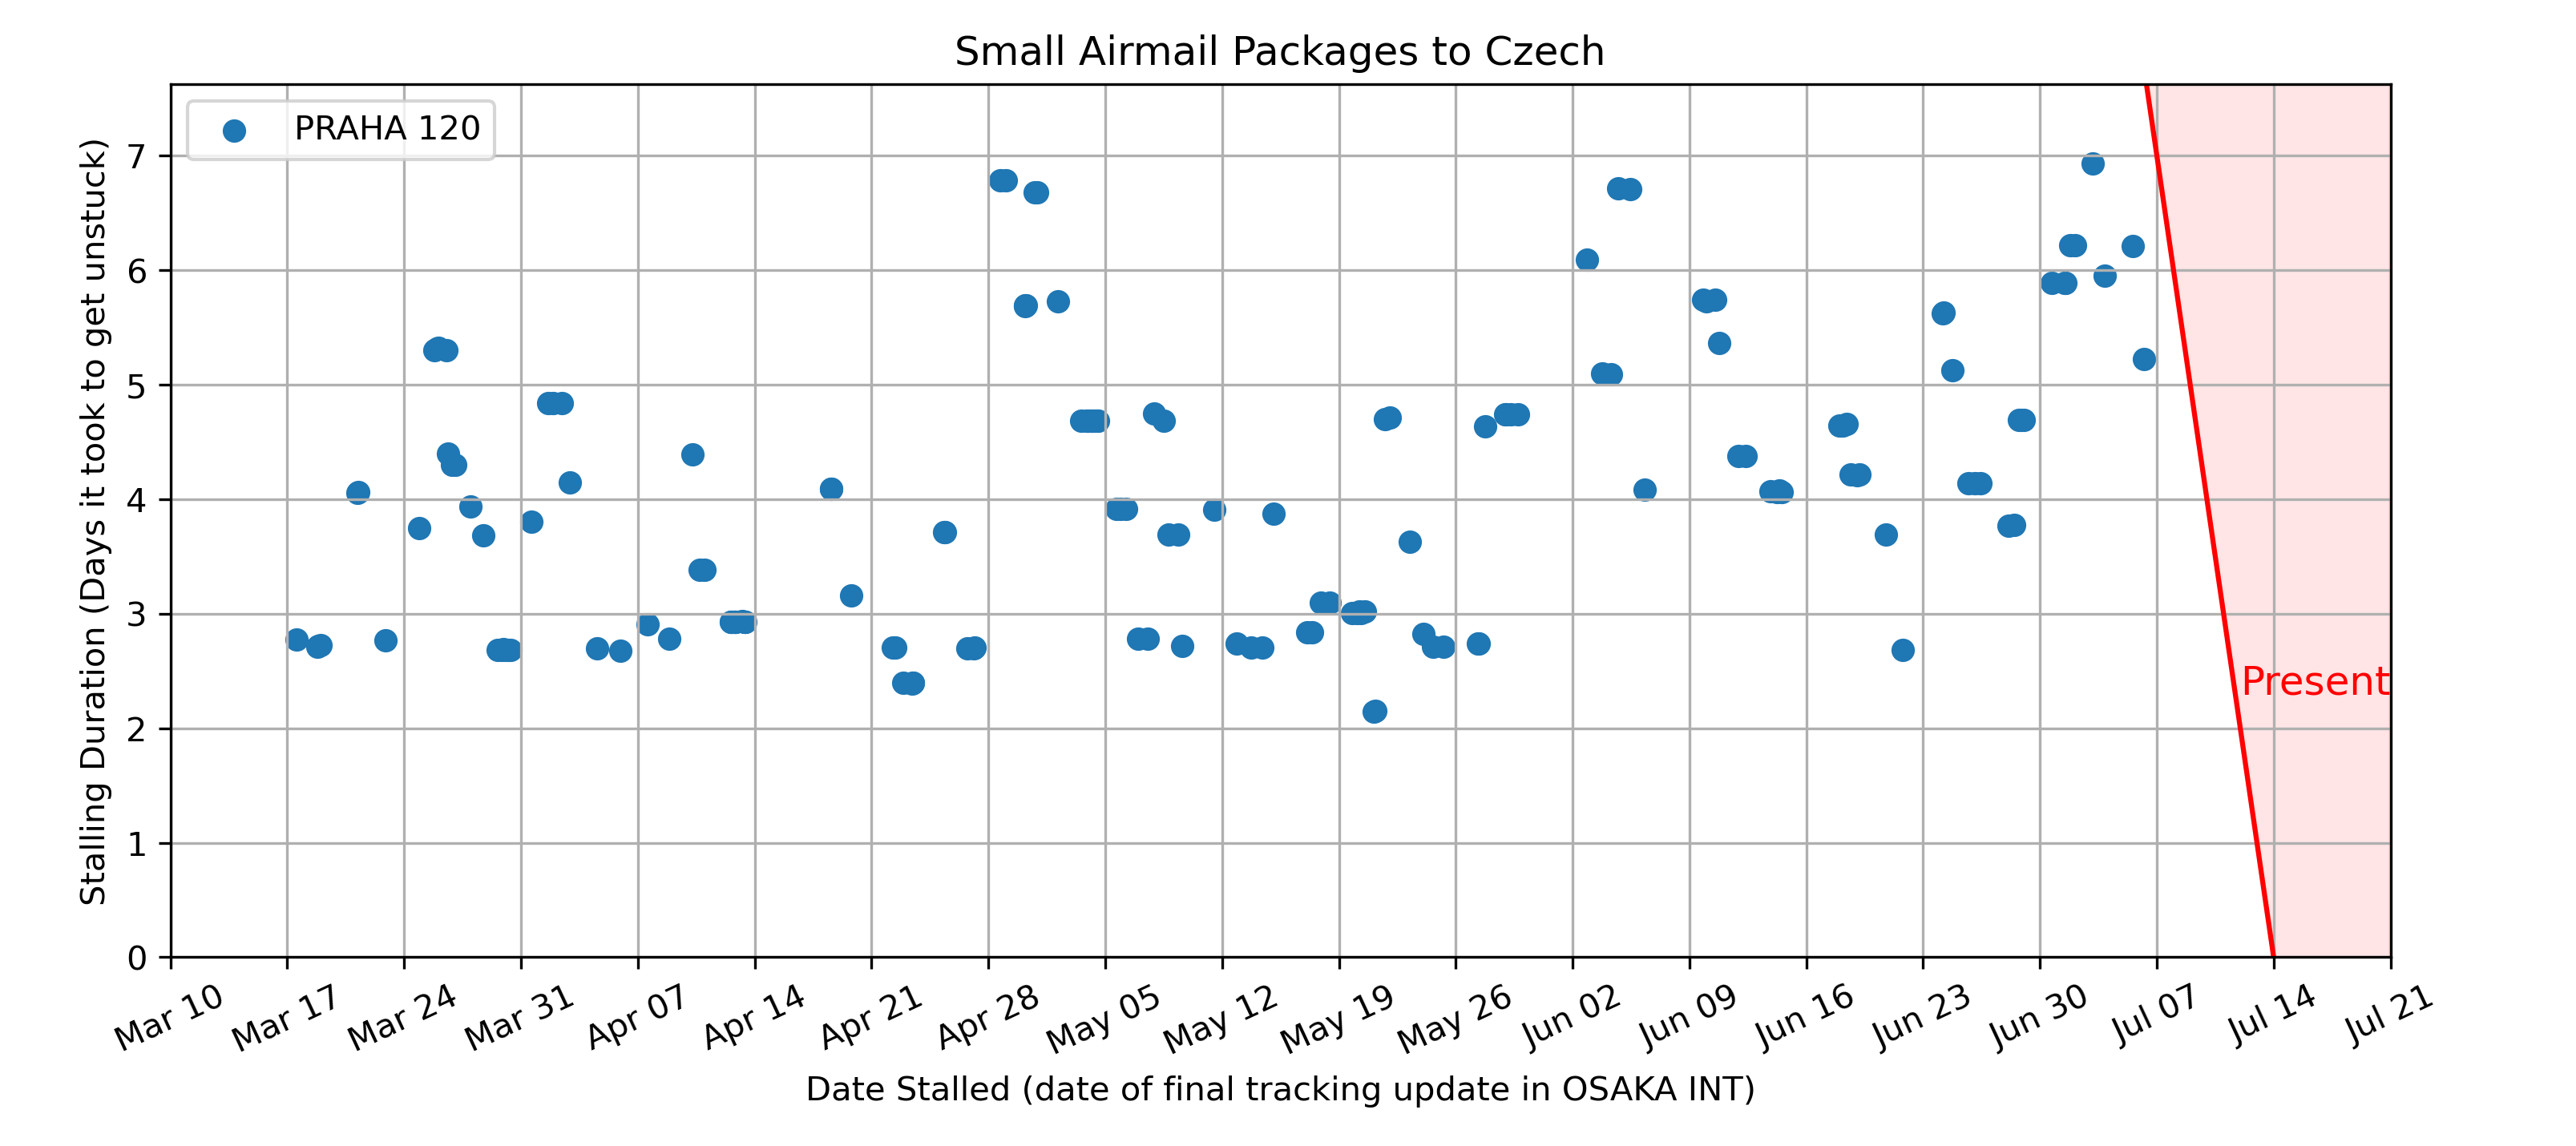 Small Airmail Packages to Czech
PRAHA 120
Stalling Duration (Days it took to get unstuck)
7
6
5
4
3
2
1
0
Present
Mar 10 Mar 17 Mar 24 Mar 31 Apr 07 Apr 14 Apr 21 Apr 28 May 05 May 12 May 19 May 26 Jun 02 Jun 09 Jun 16 Jun 23 Jun 30 Jul 07 Jul 14 Jul 21
Date Stalled (date of final tracking update in OSAKA INT)